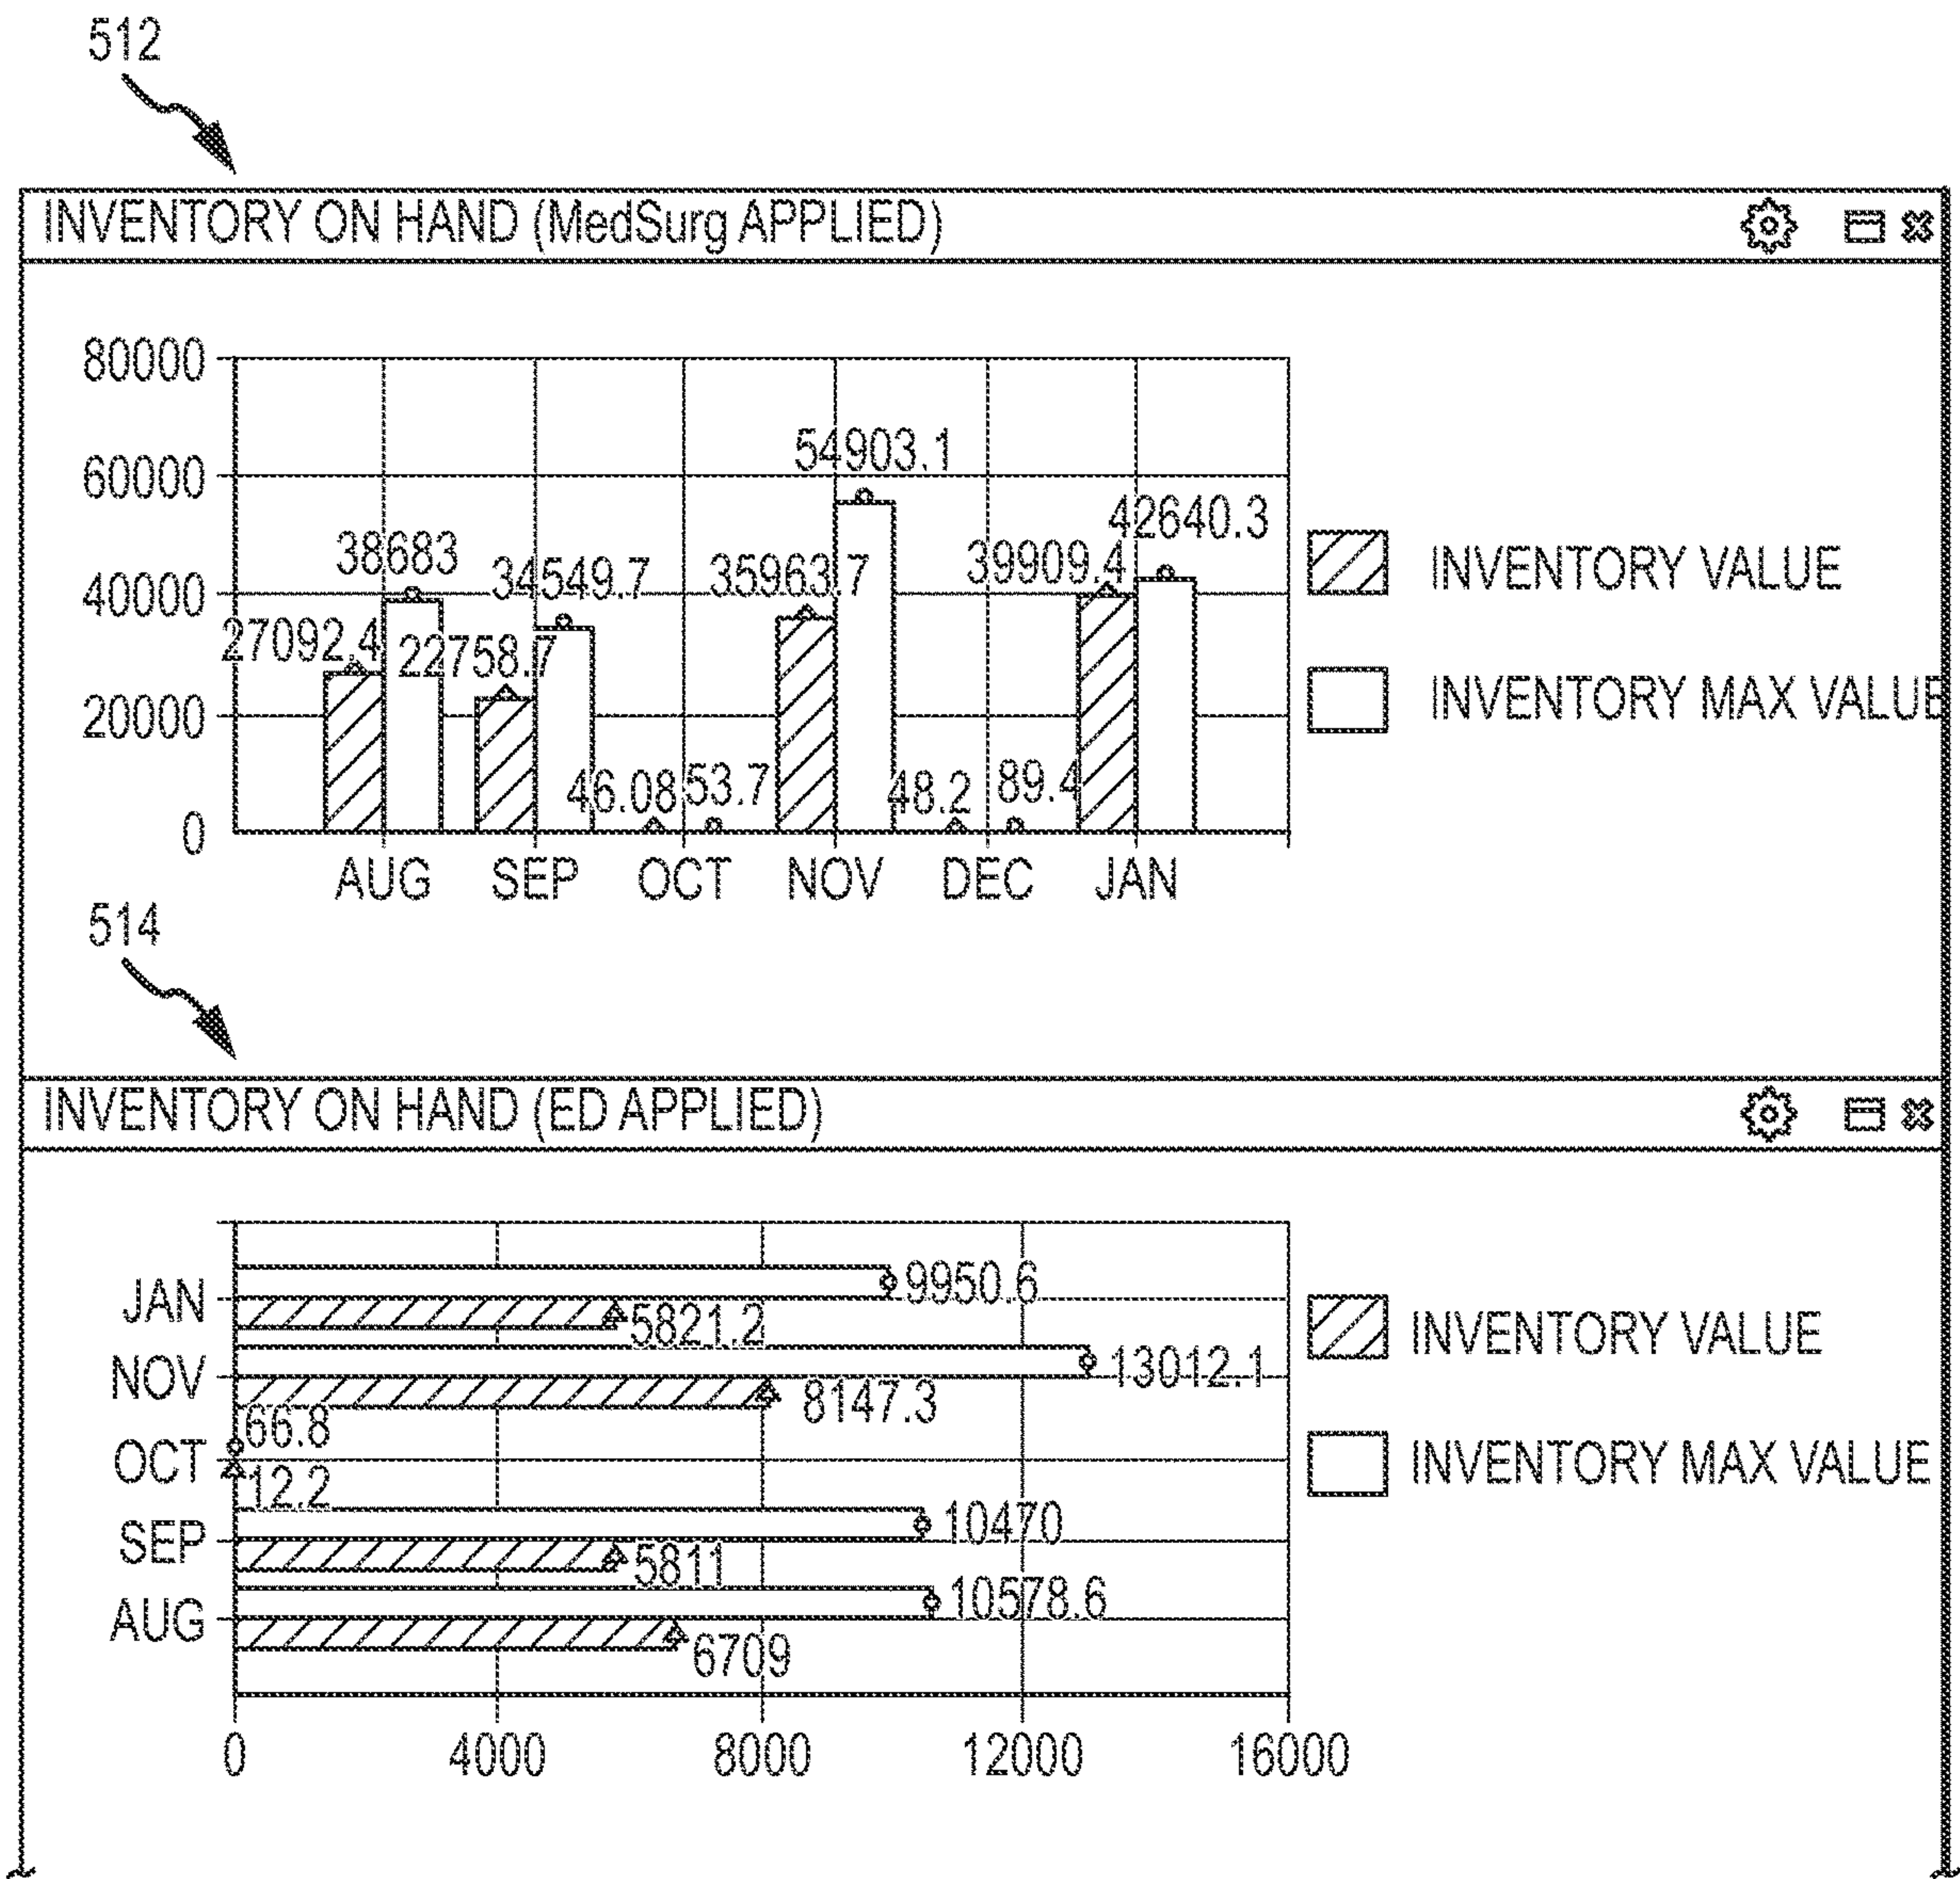 512
INVENTORY ON HAND (MedSurg APPLIED)
80000
60000
40000
20000
0
54903.1
42640.3
38683
34549.7
35963.7
39909.4
27092.4
22758.7
46.08
53.7
48.2
89.4
AUG SEP OCT NOV DEC JAN
INVENTORY VALUE
INVENTORY MAX VALUE
514
INVENTORY ON HAND (ED APPLIED)
JAN
9950.6
5821.2
NOV
13012.1
8147.3
OCT
66.8
12.2
SEP
10470
5811
AUG
10578.6
6709
0 4000 8000 12000 16000
INVENTORY VALUE
INVENTORY MAX VALUE